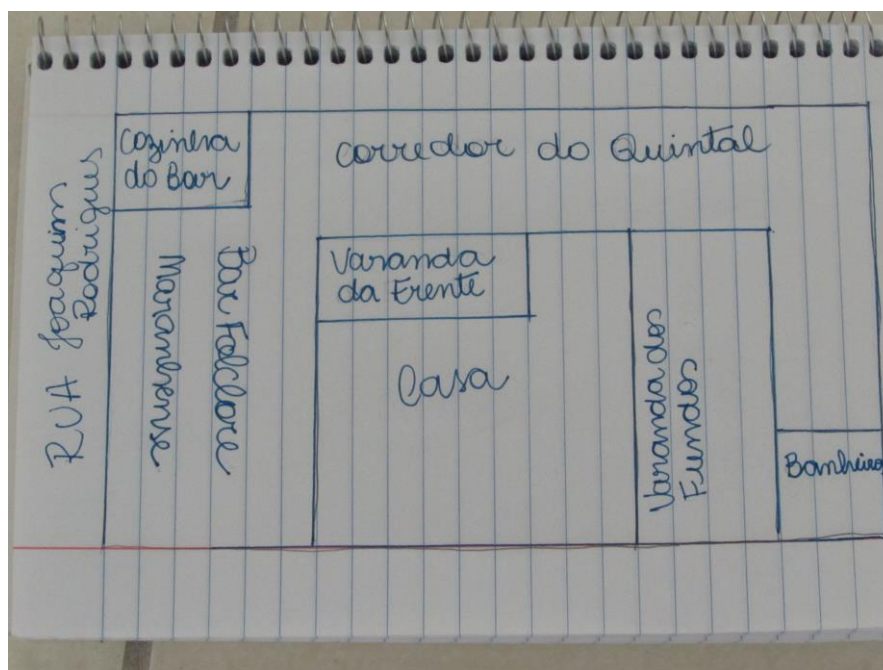 RUA Joaquim
Rodrigues
Cozinha
do Bar
Corredor do Quintal
Bar Folclore
Maranhense
Varanda
da Frente
Casa
Varanda dos
Fundos
Banheiro